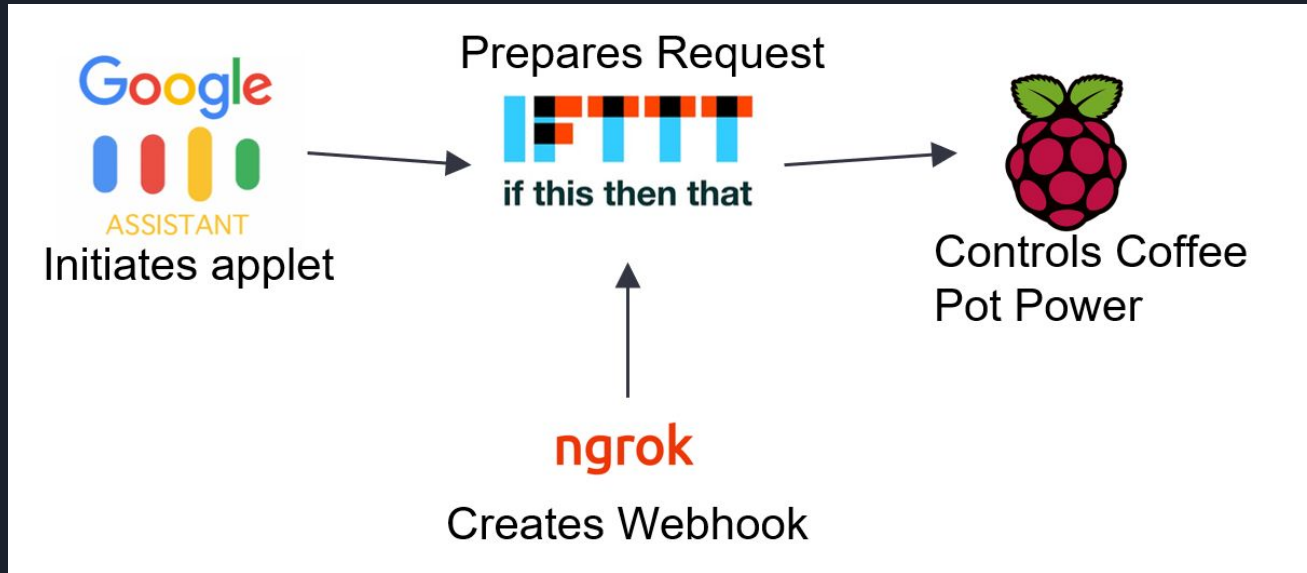 Prepares Request
Google
IFTTT
ASSISTANT
if this then that
Initiates applet
Controls Coffee
Pot Power
ngrok
Creates Webhook